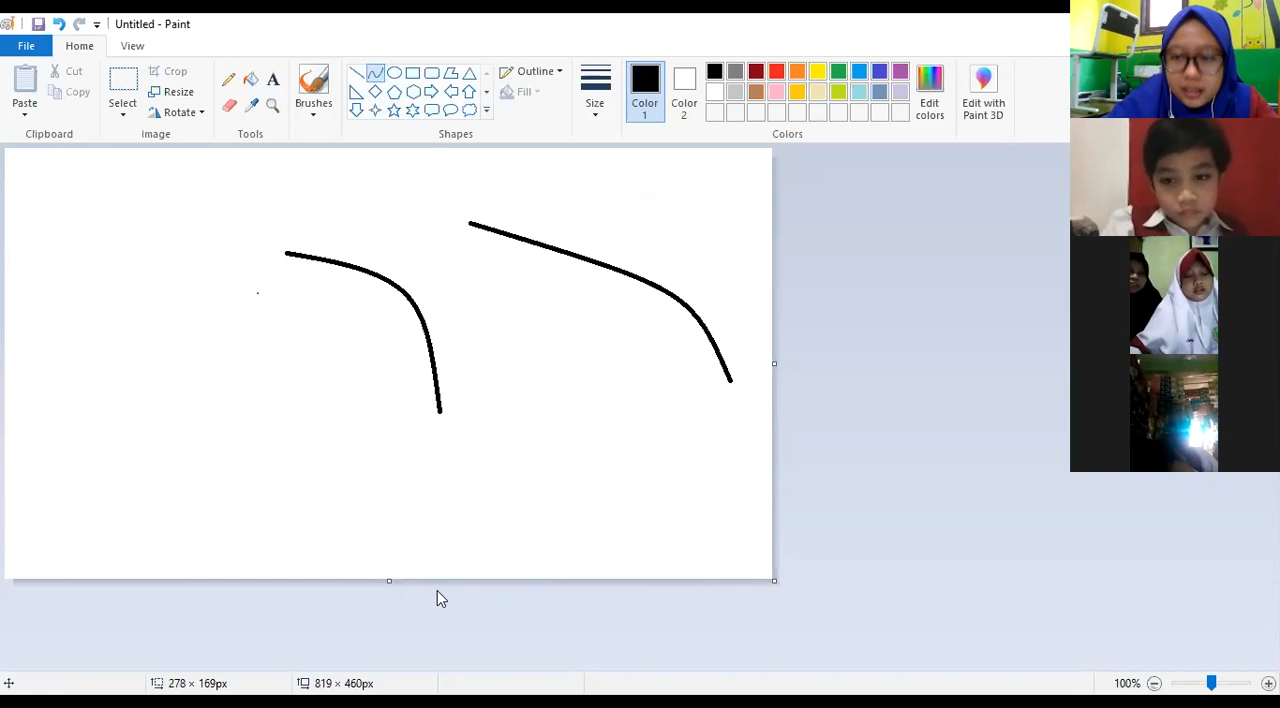 Untitled - Paint
File Home View
Paste
Cut
Copy
Clipboard
Select
Crop
Resize
Rotate
Image
A
Tools
Brushes
Outline
Fill
Shapes
Size
Color 1
Color 2
Edit colors
Colors
Edit with Paint 3D
278 × 169px
819 × 460px
100%